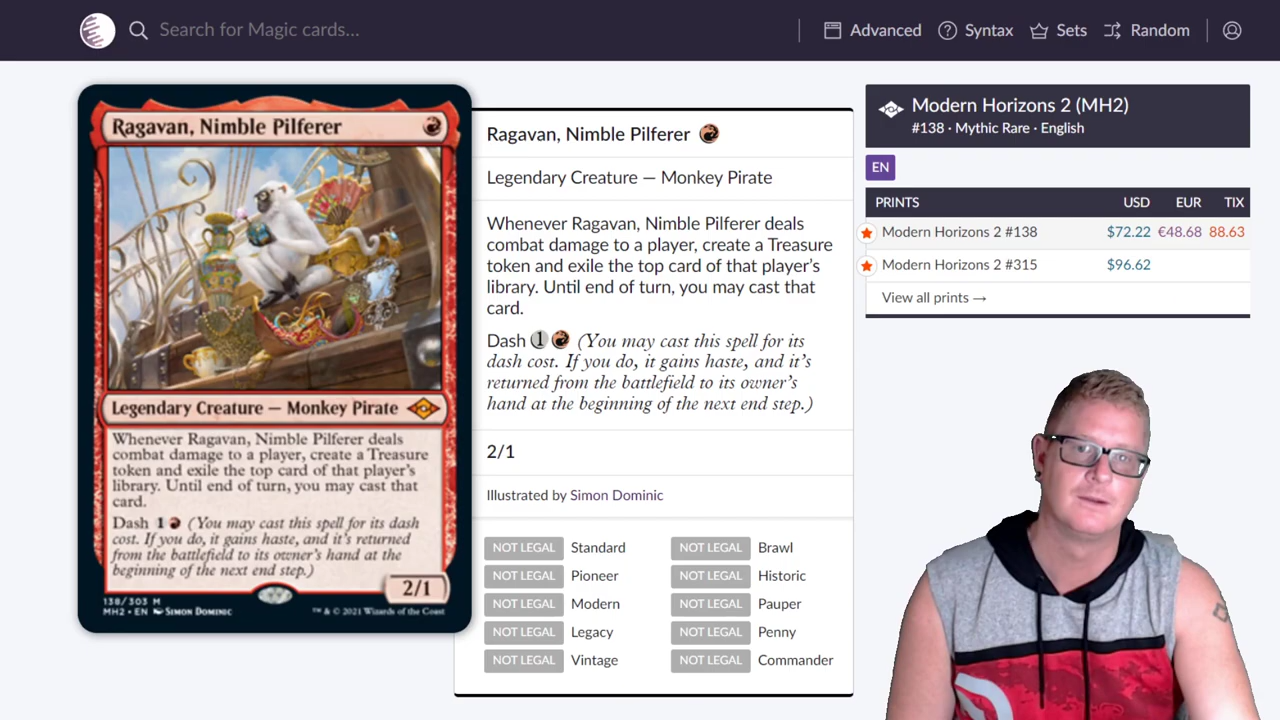 Search for Magic cards...
Advanced
Syntax
Sets
Random
Ragavan, Nimble Pilferer
Legendary Creature — Monkey Pirate
Whenever Ragavan, Nimble Pilferer deals
combat damage to a player, create a Treasure
token and exile the top card of that player's
library. Until end of turn, you may cast that
card.
Dash 1 (You may cast this spell for its dash
cost. If you do, it gains haste, and it's returned
from the battlefield to its owner's hand at the
beginning of the next end step.)
2/1
138/303 M
MH2 • EN Simon Dominic
™ & © 2021 Wizards of the Coast
Ragavan, Nimble Pilferer
Legendary Creature — Monkey Pirate
Whenever Ragavan, Nimble Pilferer deals
combat damage to a player, create a Treasure
token and exile the top card of that player's
library. Until end of turn, you may cast that
card.
Dash 1 (You may cast this spell for its
dash cost. If you do, it gains haste, and it's
returned from the battlefield to its owner's
hand at the beginning of the next end step.)
2/1
Illustrated by Simon Dominic
NOT LEGAL Standard NOT LEGAL Brawl
NOT LEGAL Pioneer NOT LEGAL Historic
NOT LEGAL Modern NOT LEGAL Pauper
NOT LEGAL Legacy NOT LEGAL Penny
NOT LEGAL Vintage NOT LEGAL Commander
Modern Horizons 2 (MH2)
#138 · Mythic Rare · English
EN
PRINTS USD EUR TIX
Modern Horizons 2 #138 $72.22 €48.68 88.63
Modern Horizons 2 #315 $96.62
View all prints →